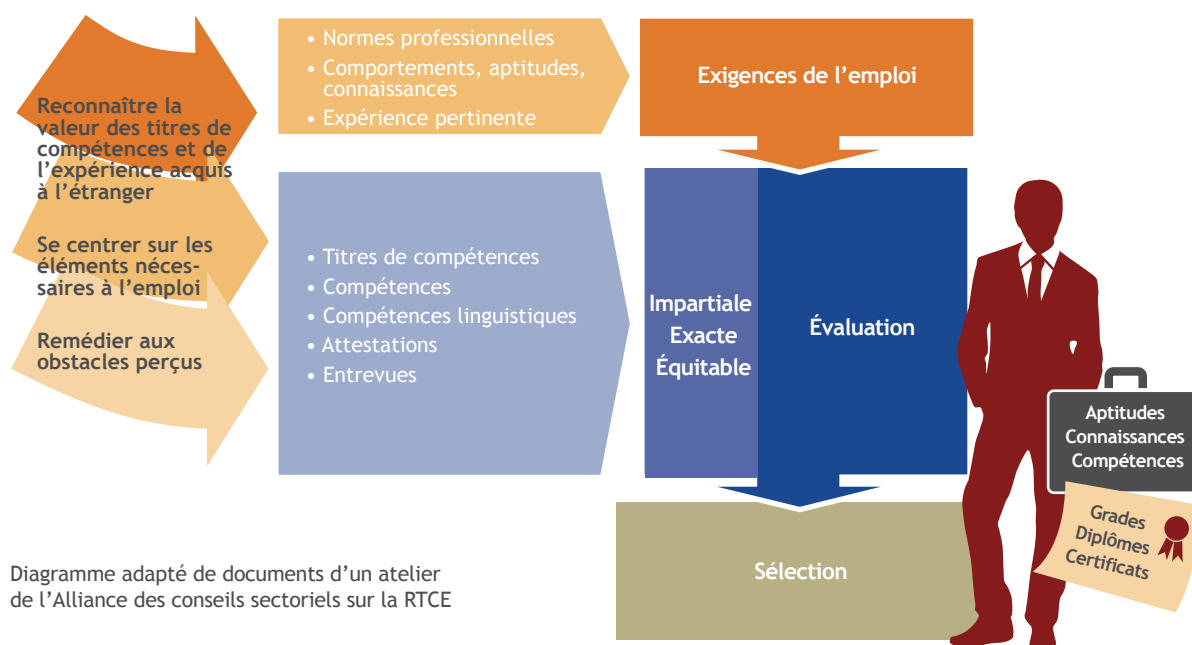 Reconnaître la
valeur des titres de
compétences et de
l'expérience acquis
à l'étranger
Se centrer sur les
éléments néces-
saires à l'emploi
Remédier aux
obstacles perçus
• Normes professionnelles
• Comportements, aptitudes,
connaissances
• Expérience pertinente
Exigences de l'emploi
• Titres de compétences
• Compétences
• Compétences linguistiques
• Attestations
• Entrevues
Impartiale
Exacte
Équitable
Évaluation
Sélection
Aptitudes
Connaissances
Compétences
Grades
Diplômes
Certificats
Diagramme adapté de documents d'un atelier
de l'Alliance des conseils sectoriels sur la RTCE